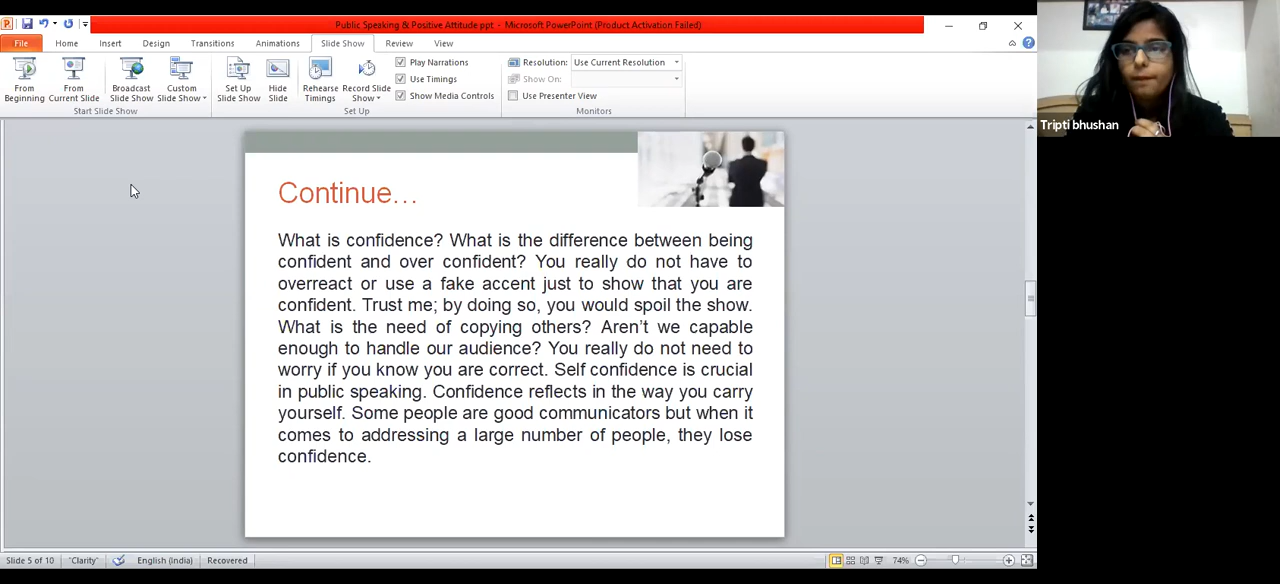 Public Speaking & Positive Attitude ppt - Microsoft PowerPoint (Product Activation Failed)
File Home Insert Design Transitions Animations Slide Show Review View
From Beginning
From Current Slide
Broadcast Slide Show
Custom Slide Show
Set Up Slide Show
Hide Slide
Rehearse Timings
Record Slide Show
Play Narrations
Use Timings
Show Media Controls
Resolution: Use Current Resolution
Show On:
Use Presenter View
Start Slide Show
Set Up
Monitors
Tripti bhushan
Continue…
What is confidence? What is the difference between being
confident and over confident? You really do not have to
overreact or use a fake accent just to show that you are
confident. Trust me; by doing so, you would spoil the show.
What is the need of copying others? Aren’t we capable
enough to handle our audience? You really do not need to
worry if you know you are correct. Self confidence is crucial
in public speaking. Confidence reflects in the way you carry
yourself. Some people are good communicators but when it
comes to addressing a large number of people, they lose
confidence.
Slide 5 of 10 "Clarity" English (India) Recovered 74%